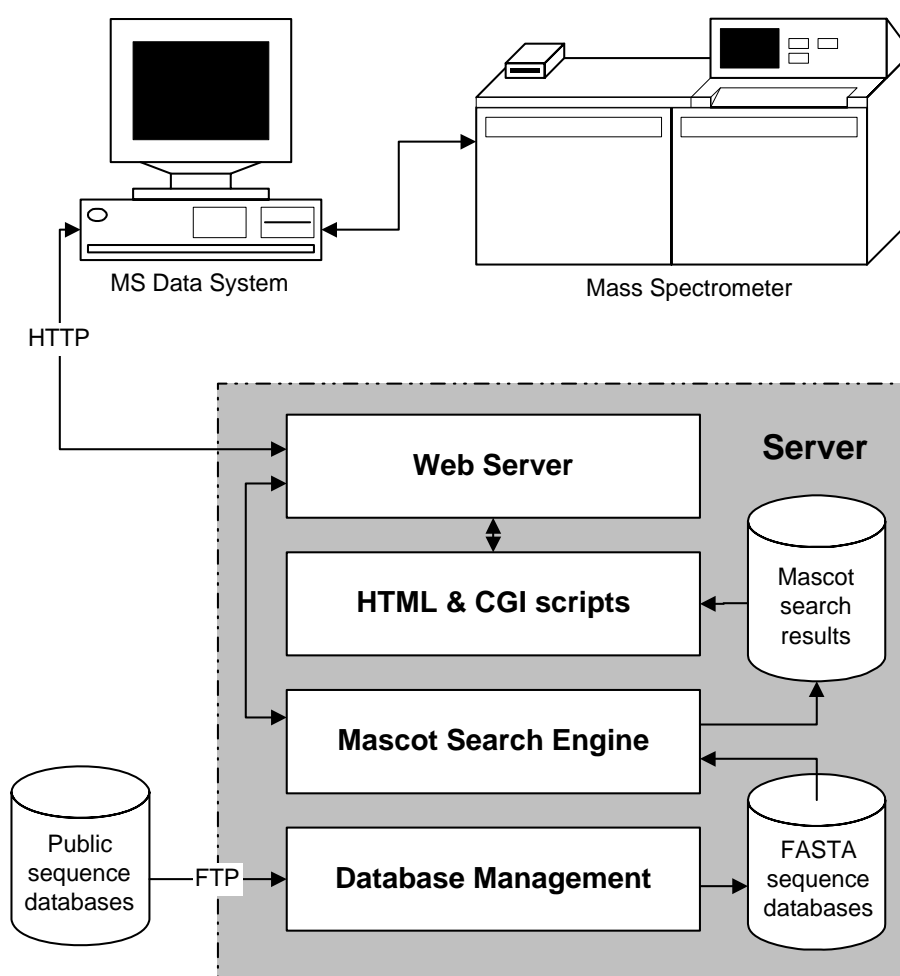 MS Data System
Mass Spectrometer
HTTP
Server
Web Server
HTML & CGI scripts
Mascot
search
results
Mascot Search Engine
Public
sequence
databases
FTP
Database Management
FASTA
sequence
databases